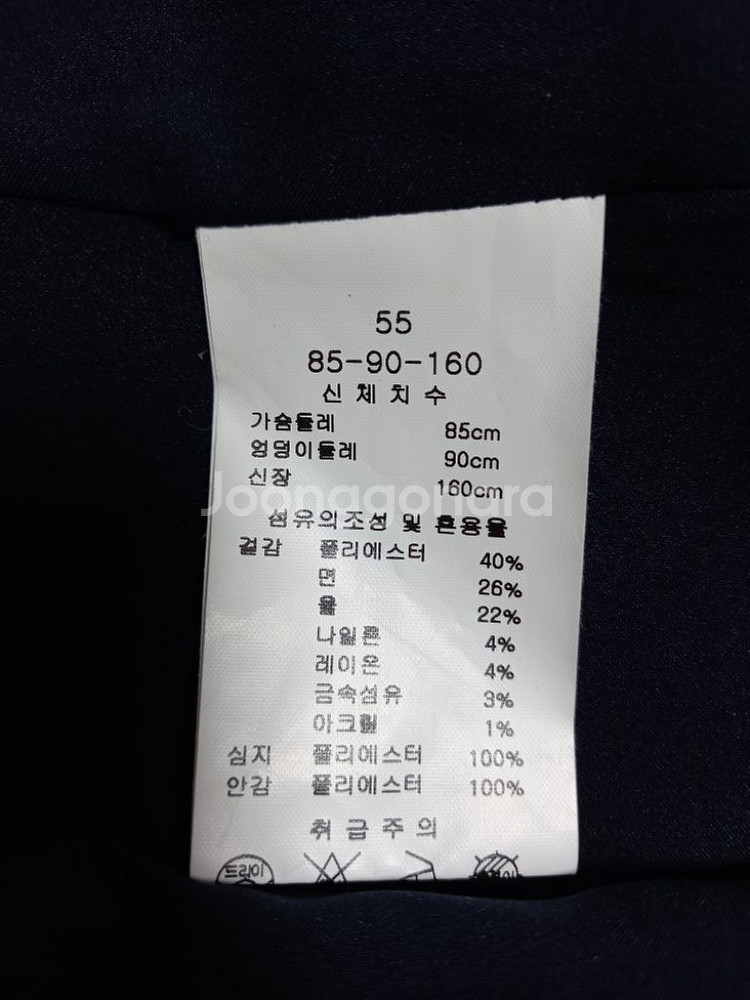 55
85-90-160
신 체 치 수
가슴둘레 85cm
엉덩이둘레 90cm
신장 160cm
Joonggonara
섬유의조성 및 혼용율
겉감 폴리에스터 40%
면 26%
울 22%
나일론 4%
레이온 4%
금속섬유 3%
아크릴 1%
심지 폴리에스터 100%
안감 폴리에스터 100%
취 급 주 의
드라이